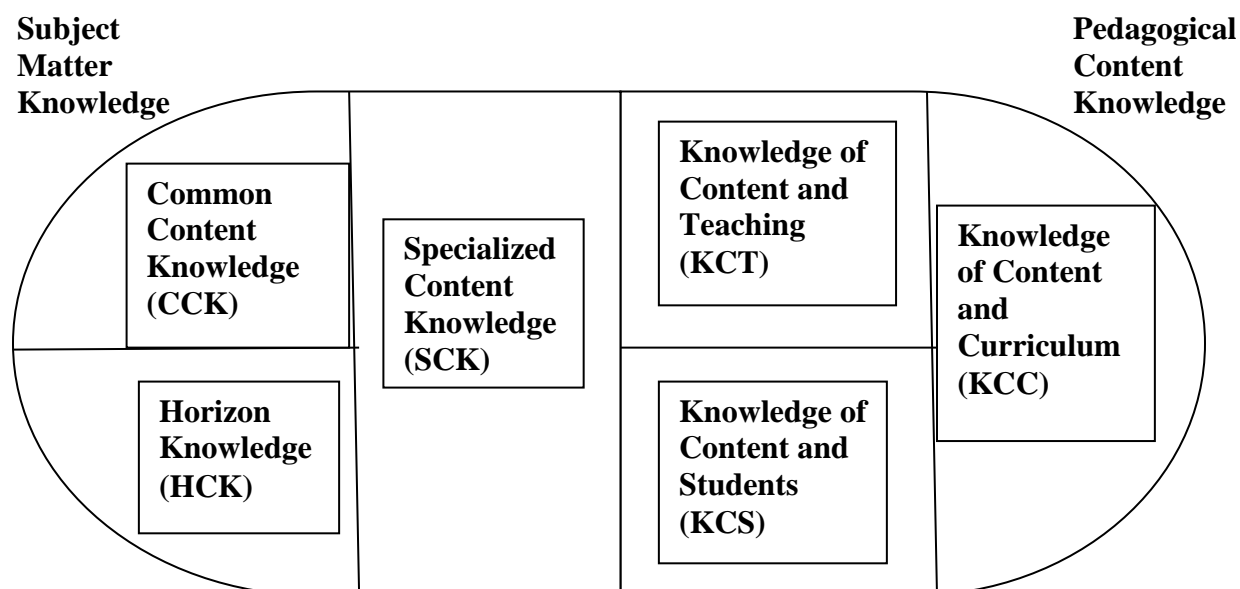 Subject
Matter
Knowledge
Pedagogical
Content
Knowledge
Common
Content
Knowledge
(CCK)
Specialized
Content
Knowledge
(SCK)
Knowledge of
Content and
Teaching
(KCT)
Knowledge
of Content
and
Curriculum
(KCC)
Horizon
Knowledge
(HCK)
Knowledge of
Content and
Students
(KCS)